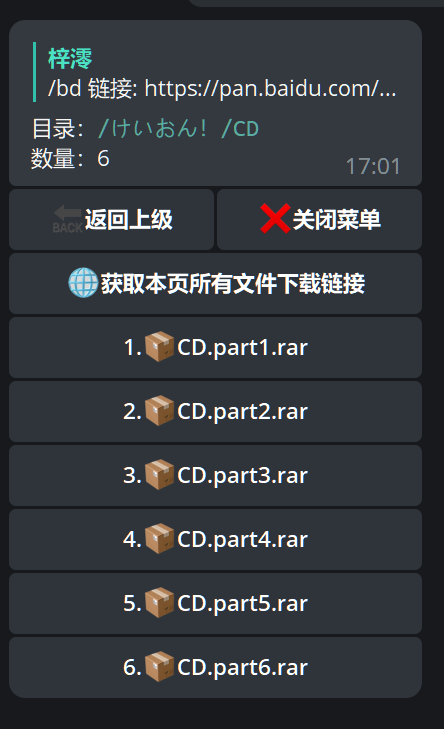 梓澪
/bd 链接: https://pan.baidu.com/...
目录：/けいおん！/CD
数量：6
17:01
BACK 返回上级
关闭菜单
获取本页所有文件下载链接
1. CD.part1.rar
2. CD.part2.rar
3. CD.part3.rar
4. CD.part4.rar
5. CD.part5.rar
6. CD.part6.rar